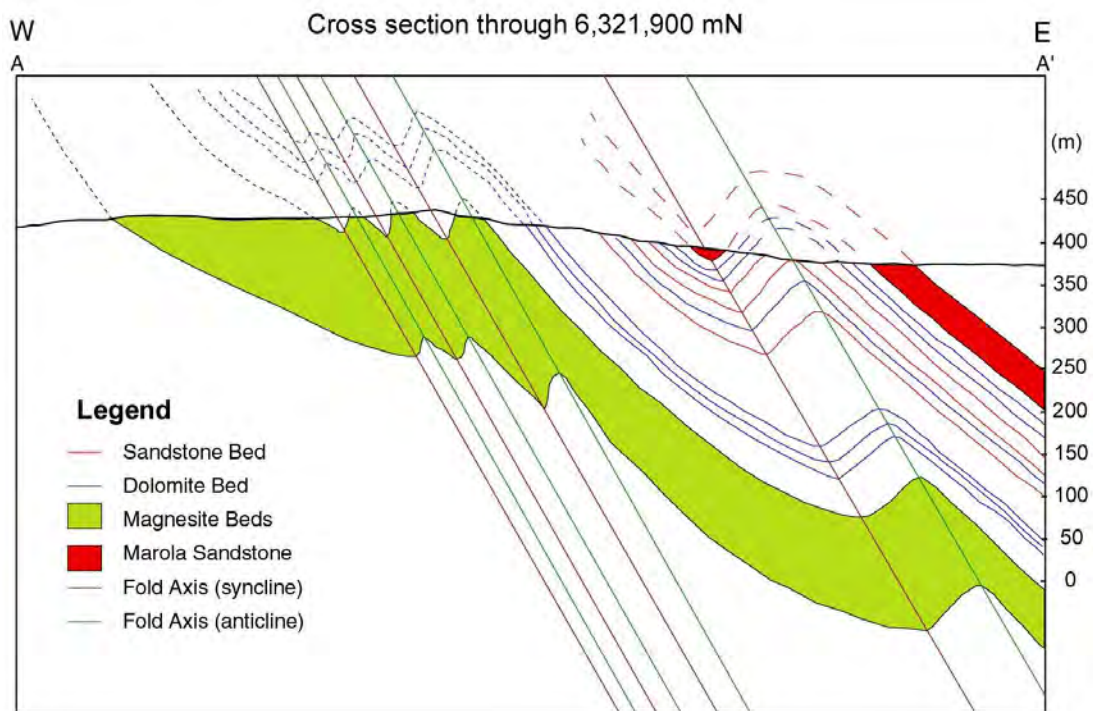 Cross section through 6,321,900 mN
W
E
A
A'
(m)
450
400
350
300
250
200
150
100
50
0
Legend
Sandstone Bed
Dolomite Bed
Magnesite Beds
Marola Sandstone
Fold Axis (syncline)
Fold Axis (anticline)